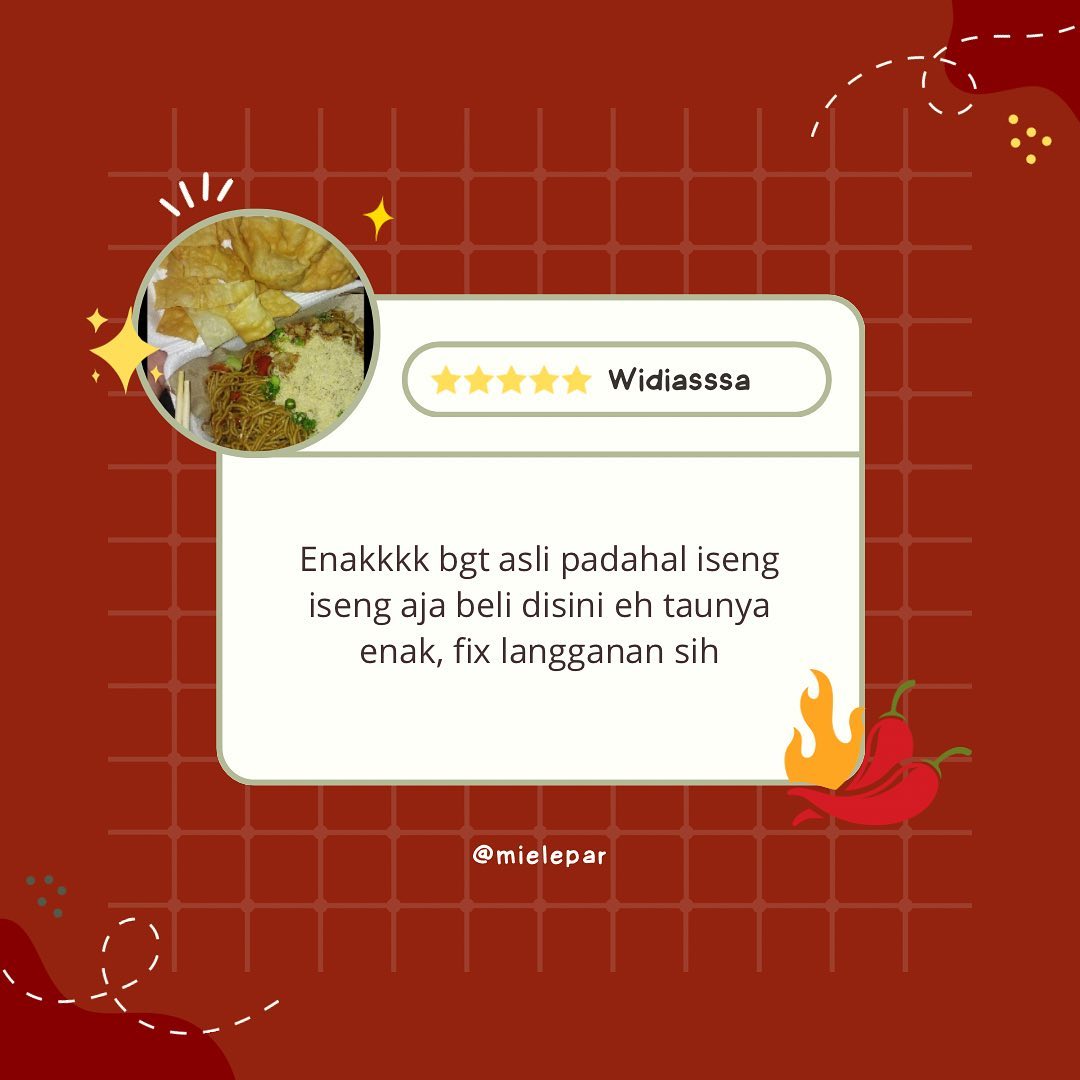 Widiasssa
Enakkkk bgt asli padahal iseng
iseng aja beli disini eh taunya
enak, fix langganan sih
@mielepar